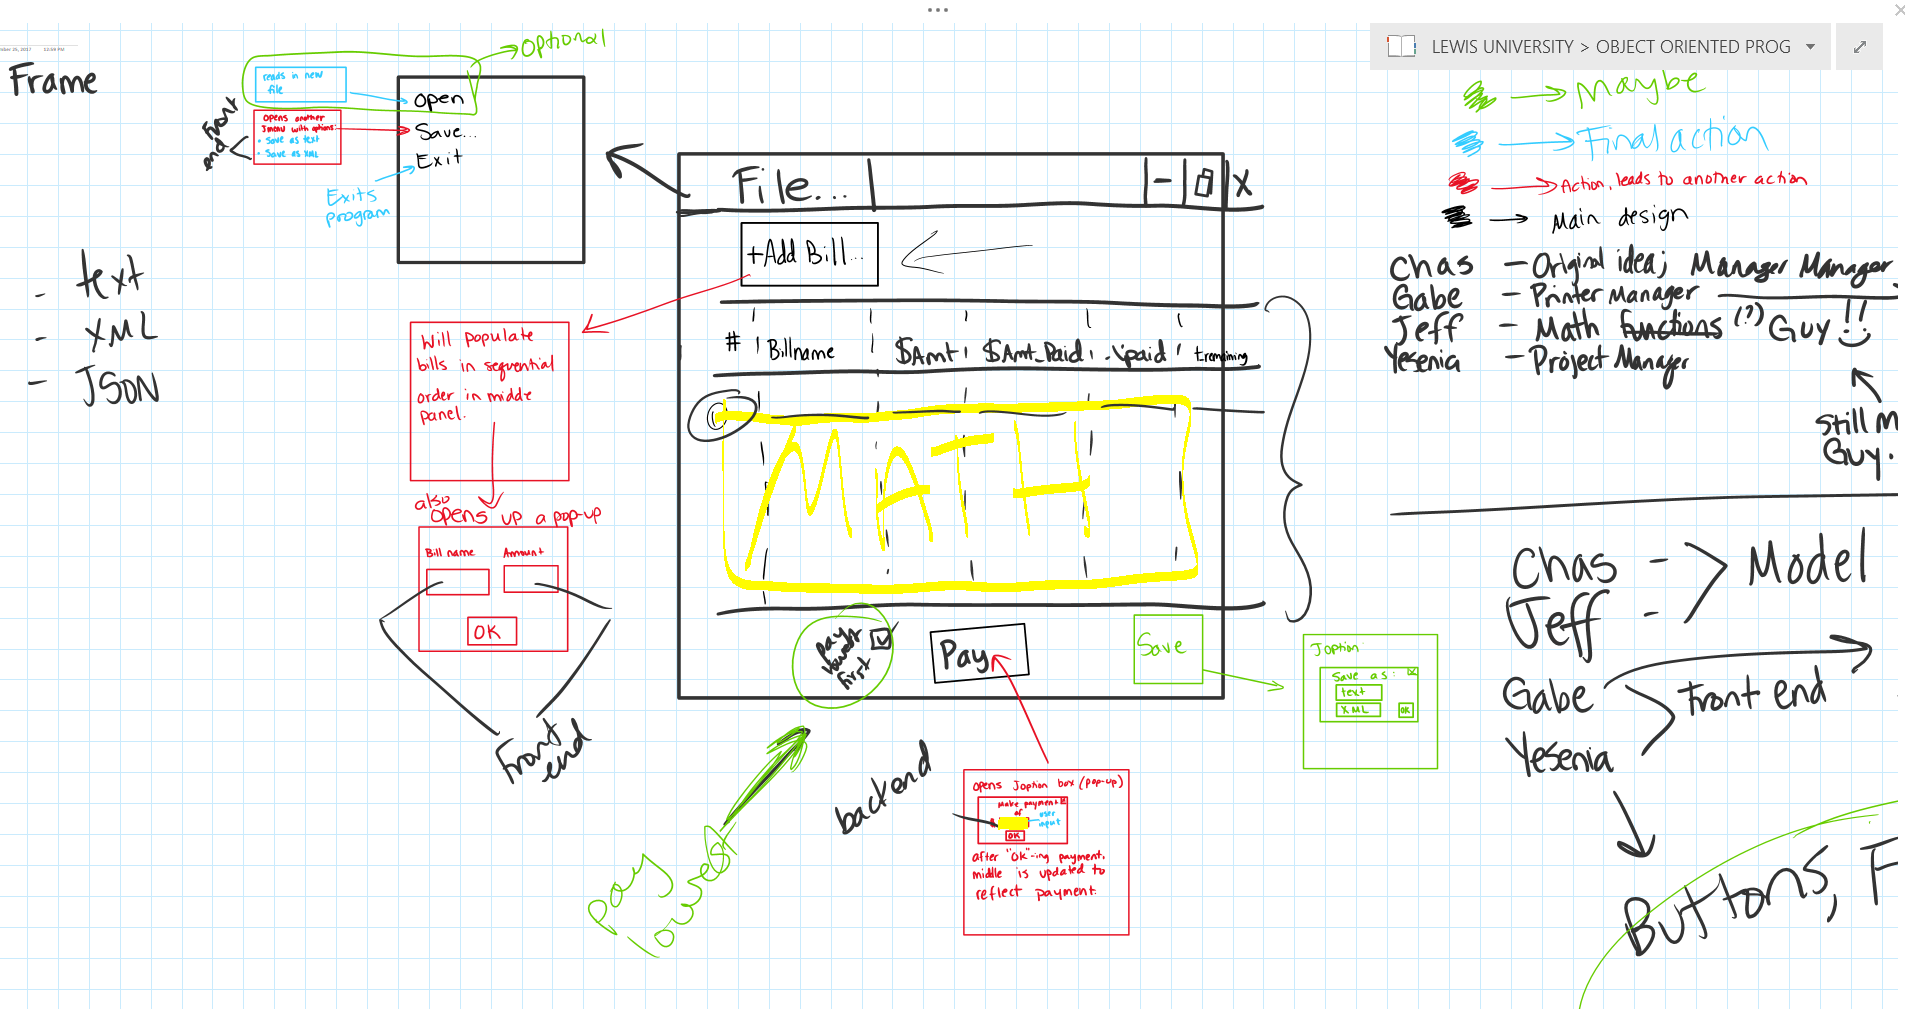 LEWIS UNIVERSITY > OBJECT ORIENTED PROG
12:58 PM
Frame
Optional
reads in new
file
Open
Opens another
Jmenu with options:
• Save as text
• Save as XML
Save...
Exit
Front
end
Exits
program
- text
- XML
- JSON
File...
- X
+Add Bill...
# Billname $Amt $Amt_Paid %paid
MATH
Will populate
bills in sequential
order in midde
panel.
also
opens up a pop-up
Bill name Amount
OK
Front
end
pay
lowest
first
Pay
Save
Joption
Save as:
text
XML OK
pay
lowest
backend
opens Joption box (pop-up)
Make payment
of
user
input
OK
after "OK"-ing payment,
middle is updated to
reflect payment.
Maybe
Final action
Action, leads to another action
Main design
Chas - Original idea; Manager Manager
Gabe - Printer Manager
Jeff - Math functions (?) Guy!!
Yesenia - Project Manager
Still M
Guy.
Chas -
Jeff -
Model
Gabe
Yesenia
Front end
Buttons, F